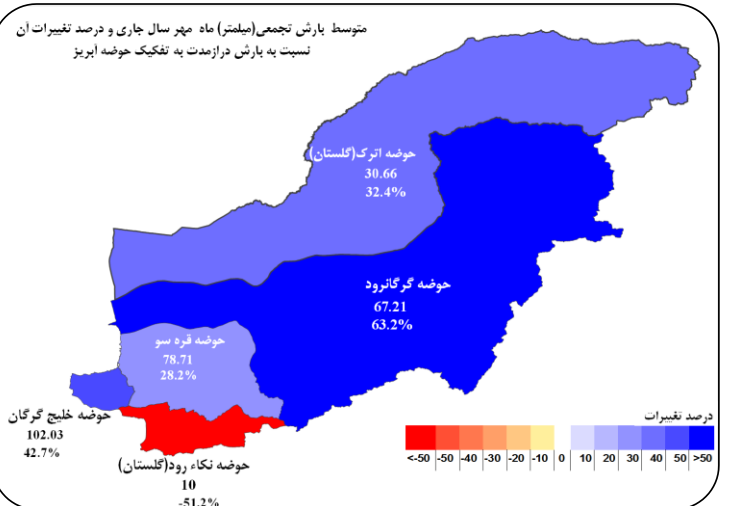 متوسط بارش تجمعی(میلمتر) ماه مهر سال جاری و درصد تغییرات آن
نسبت به بارش درازمدت به تفکیک حوضه آبریز
حوضه اترک(گلستان)
30.66
32.4%
حوضه گرگانرود
67.21
63.2%
حوضه قره سو
78.71
28.2%
حوضه خلیج گرگان
102.03
42.7%
حوضه نکاء رود(گلستان)
10
-51.2%
درصد تغییرات
<-50 -50 -40 -30 -20 -10 0 10 20 30 40 50 >50